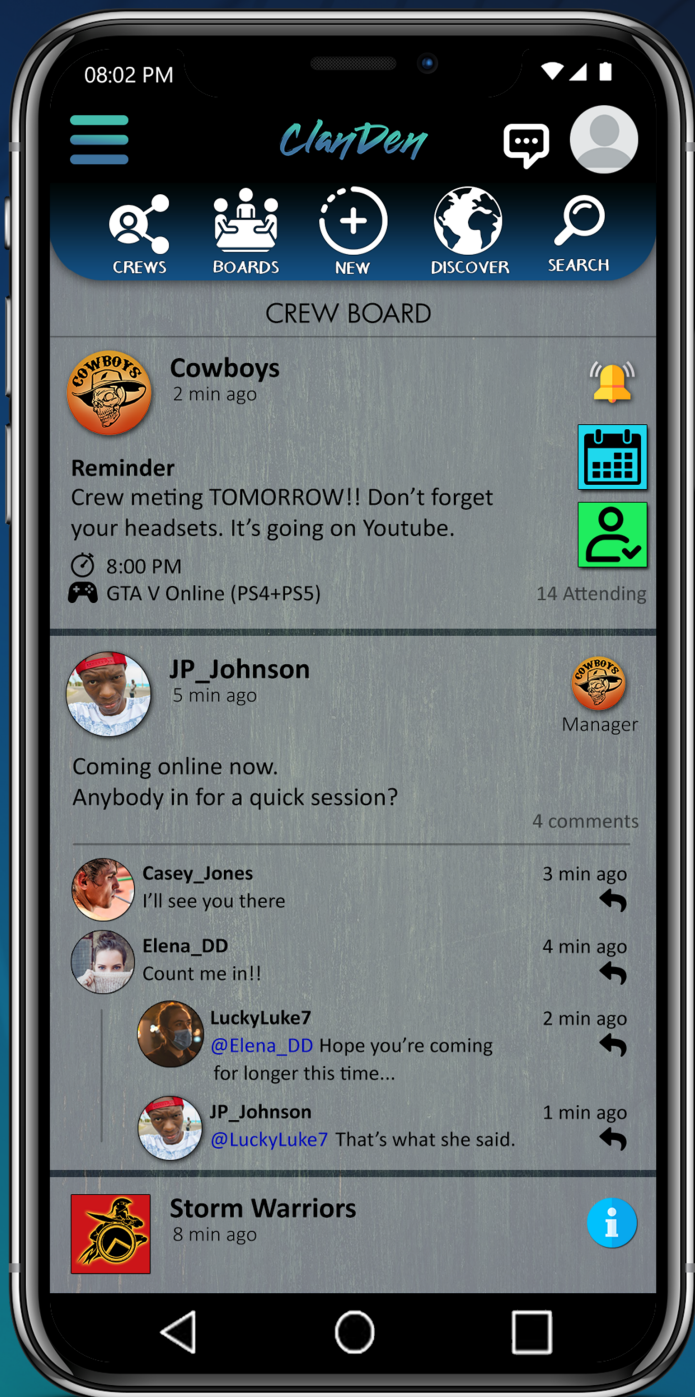 08:02 PM
ClanDen
CREWS BOARDS NEW DISCOVER SEARCH
CREW BOARD
COWBOYS
Cowboys
2 min ago
Reminder
Crew meting TOMORROW!! Don't forget
your headsets. It's going on Youtube.
8:00 PM
GTA V Online (PS4+PS5)
14 Attending
JP_Johnson
5 min ago
COWBOYS
Manager
Coming online now.
Anybody in for a quick session?
4 comments
Casey_Jones 3 min ago
I'll see you there
Elena_DD 4 min ago
Count me in!!
LuckyLuke7 2 min ago
@Elena_DD Hope you're coming
for longer this time...
JP_Johnson 1 min ago
@LuckyLuke7 That's what she said.
Storm Warriors
8 min ago
i